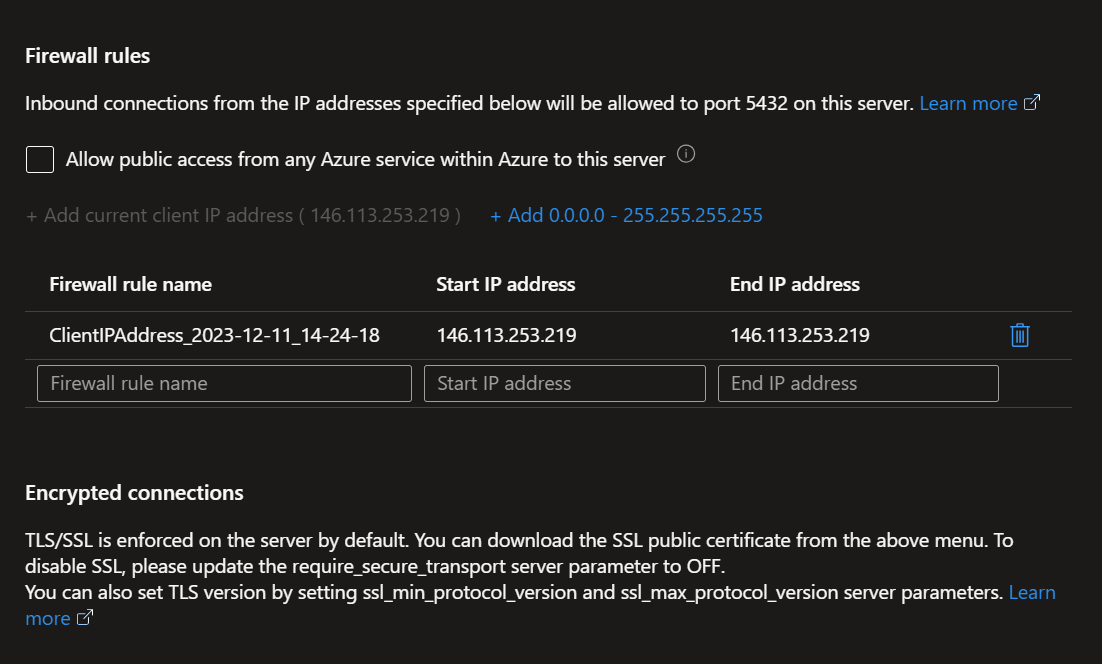 Firewall rules
Inbound connections from the IP addresses specified below will be allowed to port 5432 on this server. Learn more
Allow public access from any Azure service within Azure to this server
+ Add current client IP address ( 146.113.253.219 ) + Add 0.0.0.0 - 255.255.255.255
Firewall rule name Start IP address End IP address
ClientIPAddress_2023-12-11_14-24-18 146.113.253.219 146.113.253.219
Firewall rule name Start IP address End IP address
Encrypted connections
TLS/SSL is enforced on the server by default. You can download the SSL public certificate from the above menu. To
disable SSL, please update the require_secure_transport server parameter to OFF.
You can also set TLS version by setting ssl_min_protocol_version and ssl_max_protocol_version server parameters. Learn
more